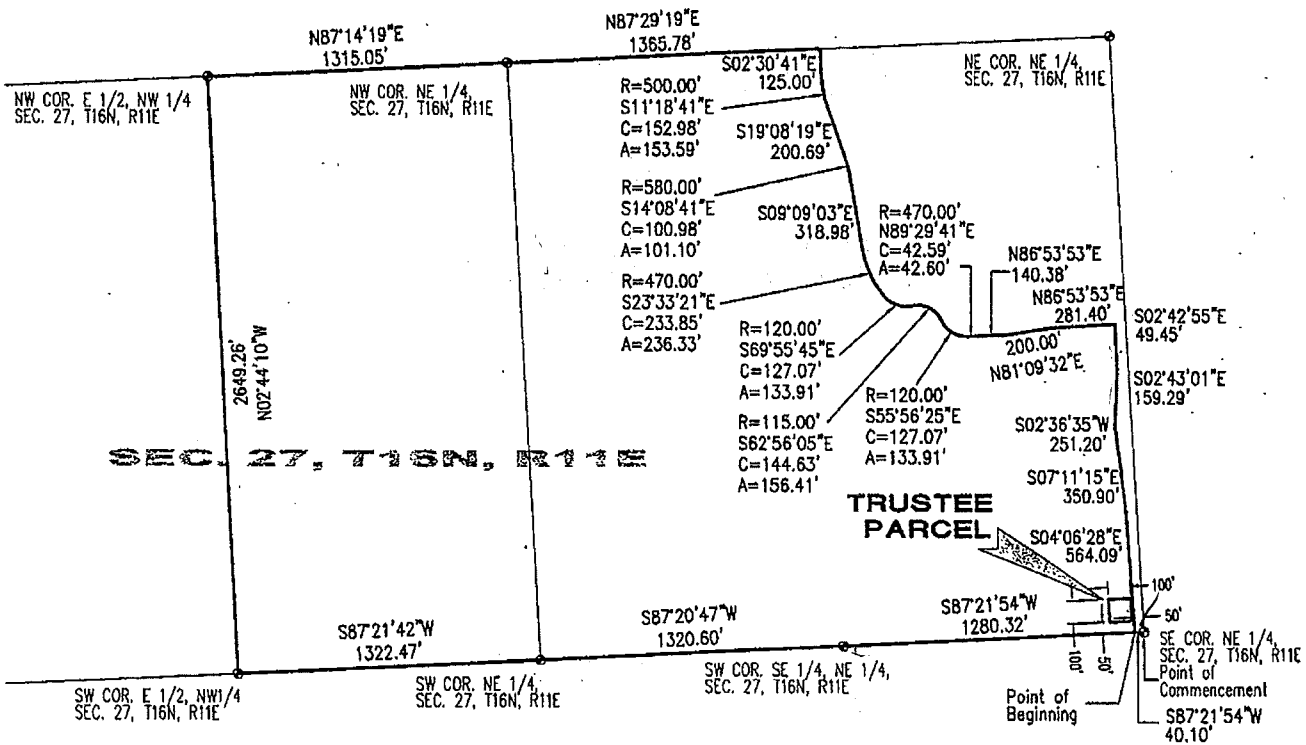 N87°14'19"E
1315.05'
N87°29'19"E
1365.78'
NW COR. E 1/2, NW 1/4
SEC. 27, T16N, R11E
NW COR. NE 1/4,
SEC. 27, T16N, R11E
S02°30'41"E
125.00'
NE COR. NE 1/4,
SEC. 27, T16N, R11E
R=500.00'
S11°18'41"E
C=152.98'
A=153.59'
S19°08'19"E
200.69'
R=580.00'
S14°08'41"E
C=100.98'
A=101.10'
S09°09'03"E
318.98'
R=470.00'
N89°29'41"E
C=42.59'
A=42.60'
N86°53'53"E
140.38'
N86°53'53"E
281.40'
R=470.00'
S23°33'21"E
C=233.85'
A=236.33'
S02°42'55"E
49.45'
200.00'
N81°09'32"E
R=120.00'
S69°55'45"E
C=127.07'
A=133.91'
S02°43'01"E
159.29'
R=120.00'
S55°56'25"E
C=127.07'
A=133.91'
R=115.00'
S62°56'05"E
C=144.63'
A=156.41'
2649.26'
N02°44'10"W
S02°36'35"W
251.20'
SEC. 27, T16N, R11E
S07°11'15"E
350.90'
TRUSTEE
PARCEL
S04°06'28"E
564.09'
100'
50'
S87°21'42"W
1322.47'
S87°20'47"W
1320.60'
S87°21'54"W
1280.32'
100'
50'
SE COR. NE 1/4,
SEC. 27, T16N, R11E
Point of
Commencement
SW COR. E 1/2, NW1/4
SEC. 27, T16N, R11E
SW COR. NE 1/4,
SEC. 27, T16N, R11E
SW COR. SE 1/4, NE 1/4,
SEC. 27, T16N, R11E
Point of
Beginning
S87°21'54"W
40.10'